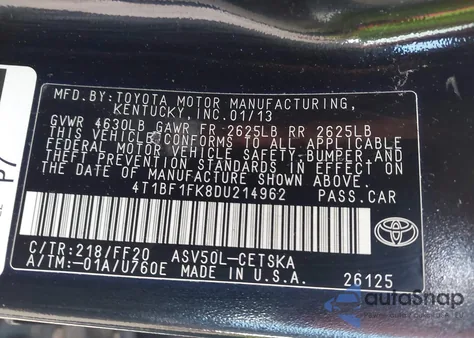 MFD.BY:TOYOTA MOTOR MANUFACTURING,
KENTUCKY, INC.01/13
GVWR 4630LB GAWR FR 2625LB RR 2625LB
THIS VEHICLE CONFORMS TO ALL APPLICABLE
FEDERAL MOTOR VEHICLE SAFETY,BUMPER,AND
THEFT PREVENTION STANDARDS IN EFFECT ON
THE DATE OF MANUFACTURE SHOWN ABOVE.
4T1BF1FK8DU214962 PASS.CAR
C/TR:218/FF20 ASV50L-CETSKA
A/TM:-01A/U760E MADE IN U.S.A. 26125
P7
autoSnap